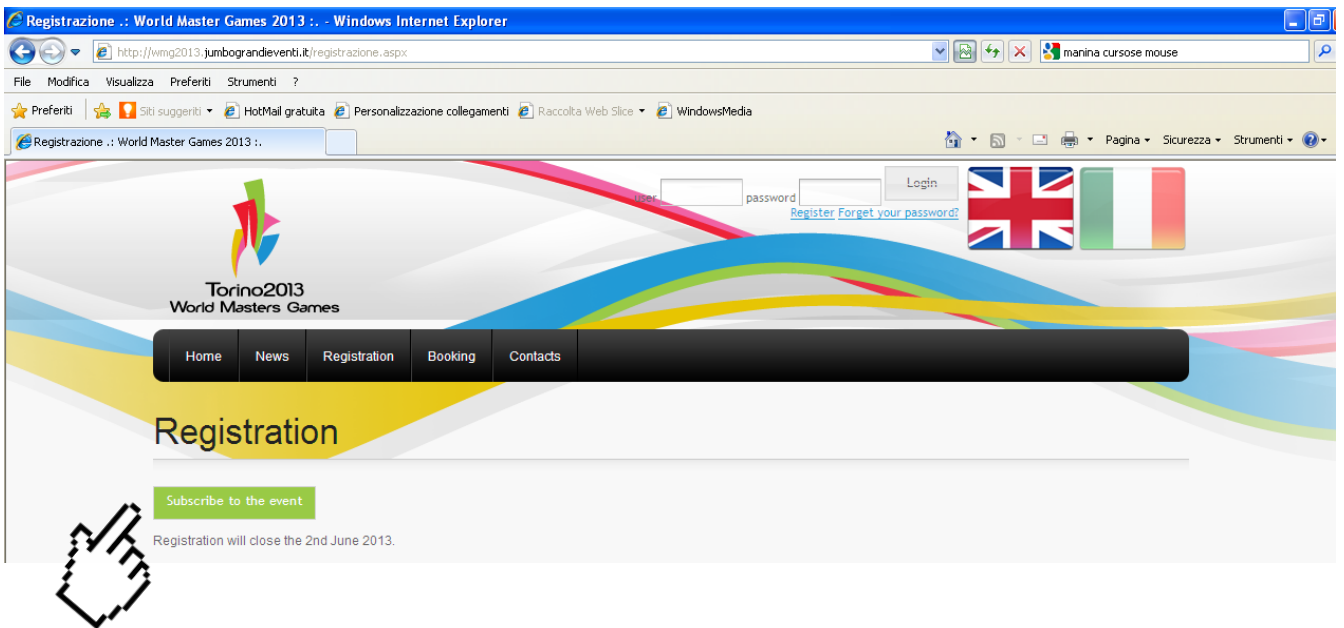 Registrazione .: World Master Games 2013 :. - Windows Internet Explorer
http://wmg2013.jumbograndieventi.it/registrazione.aspx
manina cursose mouse
File Modifica Visualizza Preferiti Strumenti ?
Preferiti Siti suggeriti HotMail gratuita Personalizzazione collegamenti Raccolta Web Slice WindowsMedia
Registrazione .: World Master Games 2013 :. Pagina Sicurezza Strumenti
user password Login
Register Forget your password?
Torino2013
World Masters Games
Home News Registration Booking Contacts
Registration
Subscribe to the event
Registration will close the 2nd June 2013.